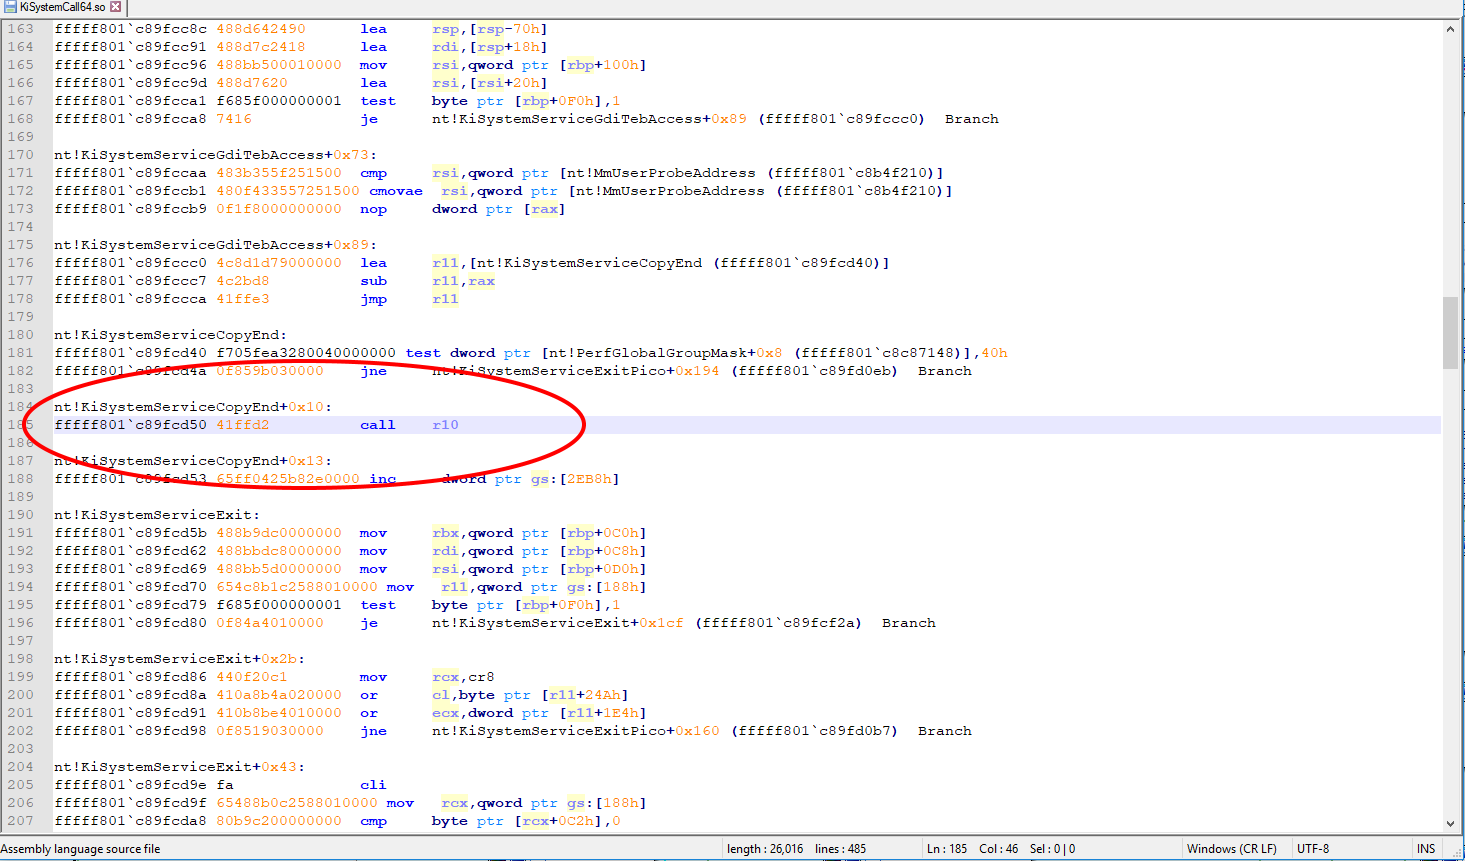 KiSystemCall64.so
163 fffff801`c89fcc8c 488d642490 lea rsp,[rsp-70h]
164 fffff801`c89fcc91 488d7c2418 lea rdi,[rsp+18h]
165 fffff801`c89fcc96 488bb500010000 mov rsi,qword ptr [rbp+100h]
166 fffff801`c89fcc9d 488d7620 lea rsi,[rsi+20h]
167 fffff801`c89fcca1 f685f000000001 test byte ptr [rbp+0F0h],1
168 fffff801`c89fcca8 7416 je nt!KiSystemServiceGdiTebAccess+0x89 (fffff801`c89fccc0) Branch
169
170 nt!KiSystemServiceGdiTebAccess+0x73:
171 fffff801`c89fccaa 483b355f251500 cmp rsi,qword ptr [nt!MmUserProbeAddress (fffff801`c8b4f210)]
172 fffff801`c89fccb1 480f433557251500 cmovae rsi,qword ptr [nt!MmUserProbeAddress (fffff801`c8b4f210)]
173 fffff801`c89fccb9 0f1f8000000000 nop dword ptr [rax]
174
175 nt!KiSystemServiceGdiTebAccess+0x89:
176 fffff801`c89fccc0 4c8d1d79000000 lea r11,[nt!KiSystemServiceCopyEnd (fffff801`c89fcd40)]
177 fffff801`c89fccc7 4c2bd8 sub r11,rax
178 fffff801`c89fccca 41ffe3 jmp r11
179
180 nt!KiSystemServiceCopyEnd:
181 fffff801`c89fcd40 f705fea3280040000000 test dword ptr [nt!PerfGlobalGroupMask+0x8 (fffff801`c8c87148)],40h
182 fffff801`c89fcd4a 0f859b030000 jne nt!KiSystemServiceExitPico+0x194 (fffff801`c89fd0eb) Branch
183
184 nt!KiSystemServiceCopyEnd+0x10:
185 fffff801`c89fcd50 41ffd2 call r10
186
187 nt!KiSystemServiceCopyEnd+0x13:
188 fffff801`c89fcd53 65ff0425b82e0000 inc dword ptr gs:[2EB8h]
189
190 nt!KiSystemServiceExit:
191 fffff801`c89fcd5b 488b9dc0000000 mov rbx,qword ptr [rbp+0C0h]
192 fffff801`c89fcd62 488bbdc8000000 mov rdi,qword ptr [rbp+0C8h]
193 fffff801`c89fcd69 488bb5d0000000 mov rsi,qword ptr [rbp+0D0h]
194 fffff801`c89fcd70 654c8b1c2588010000 mov r11,qword ptr gs:[188h]
195 fffff801`c89fcd79 f685f000000001 test byte ptr [rbp+0F0h],1
196 fffff801`c89fcd80 0f84a4010000 je nt!KiSystemServiceExit+0x1cf (fffff801`c89fcf2a) Branch
197
198 nt!KiSystemServiceExit+0x2b:
199 fffff801`c89fcd86 440f20c1 mov rcx,cr8
200 fffff801`c89fcd8a 410a8b4a020000 or cl,byte ptr [r11+24Ah]
201 fffff801`c89fcd91 410b8be4010000 or ecx,dword ptr [r11+1E4h]
202 fffff801`c89fcd98 0f8519030000 jne nt!KiSystemServiceExitPico+0x160 (fffff801`c89fd0b7) Branch
203
204 nt!KiSystemServiceExit+0x43:
205 fffff801`c89fcd9e fa cli
206 fffff801`c89fcd9f 65488b0c2588010000 mov rcx,qword ptr gs:[188h]
207 fffff801`c89fcda8 80b9c200000000 cmp byte ptr [rcx+0C2h],0
Assembly language source file length : 26,016 lines : 485 Ln : 185 Col : 46 Sel : 0 | 0 Windows (CR LF) UTF-8 INS